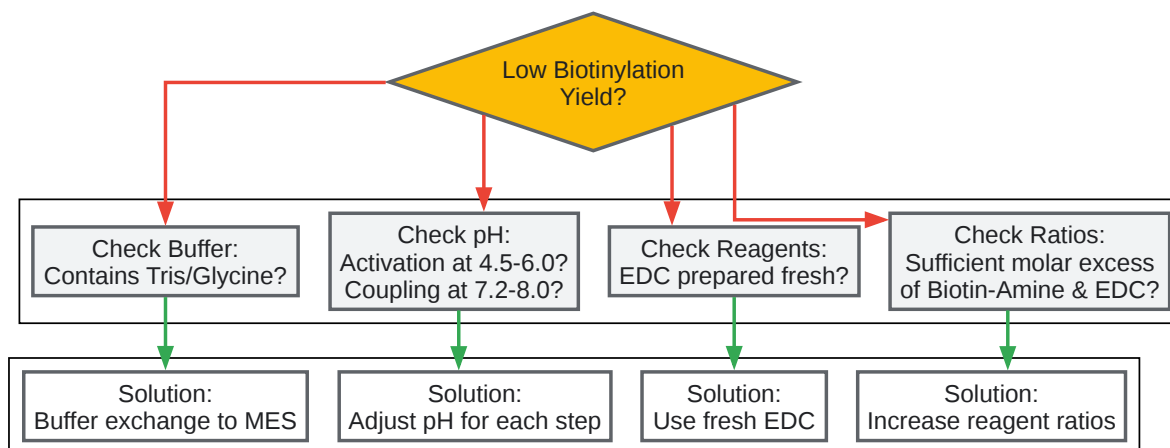 Low Biotinylation
Yield?
Check Buffer:
Contains Tris/Glycine?
Check pH:
Activation at 4.5-6.0?
Coupling at 7.2-8.0?
Check Reagents:
EDC prepared fresh?
Check Ratios:
Sufficient molar excess
of Biotin-Amine & EDC?
Solution:
Buffer exchange to MES
Solution:
Adjust pH for each step
Solution:
Use fresh EDC
Solution:
Increase reagent ratios